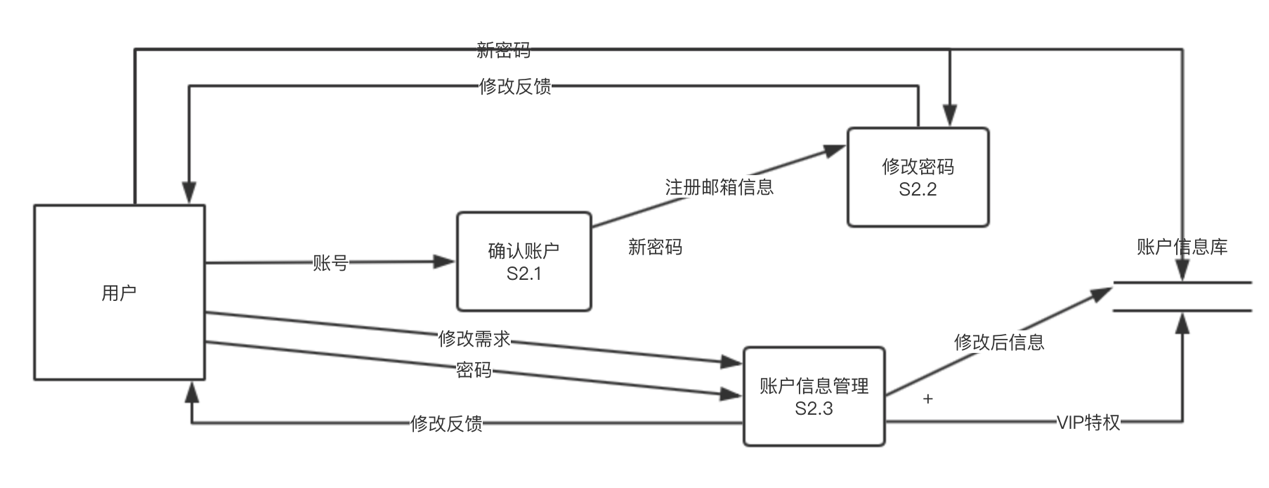 新密码
修改反馈
修改密码
S2.2
注册邮箱信息
确认账户
S2.1
新密码
账户信息库
账号
用户
修改需求
修改后信息
密码
账户信息管理
S2.3
+
修改反馈
VIP特权